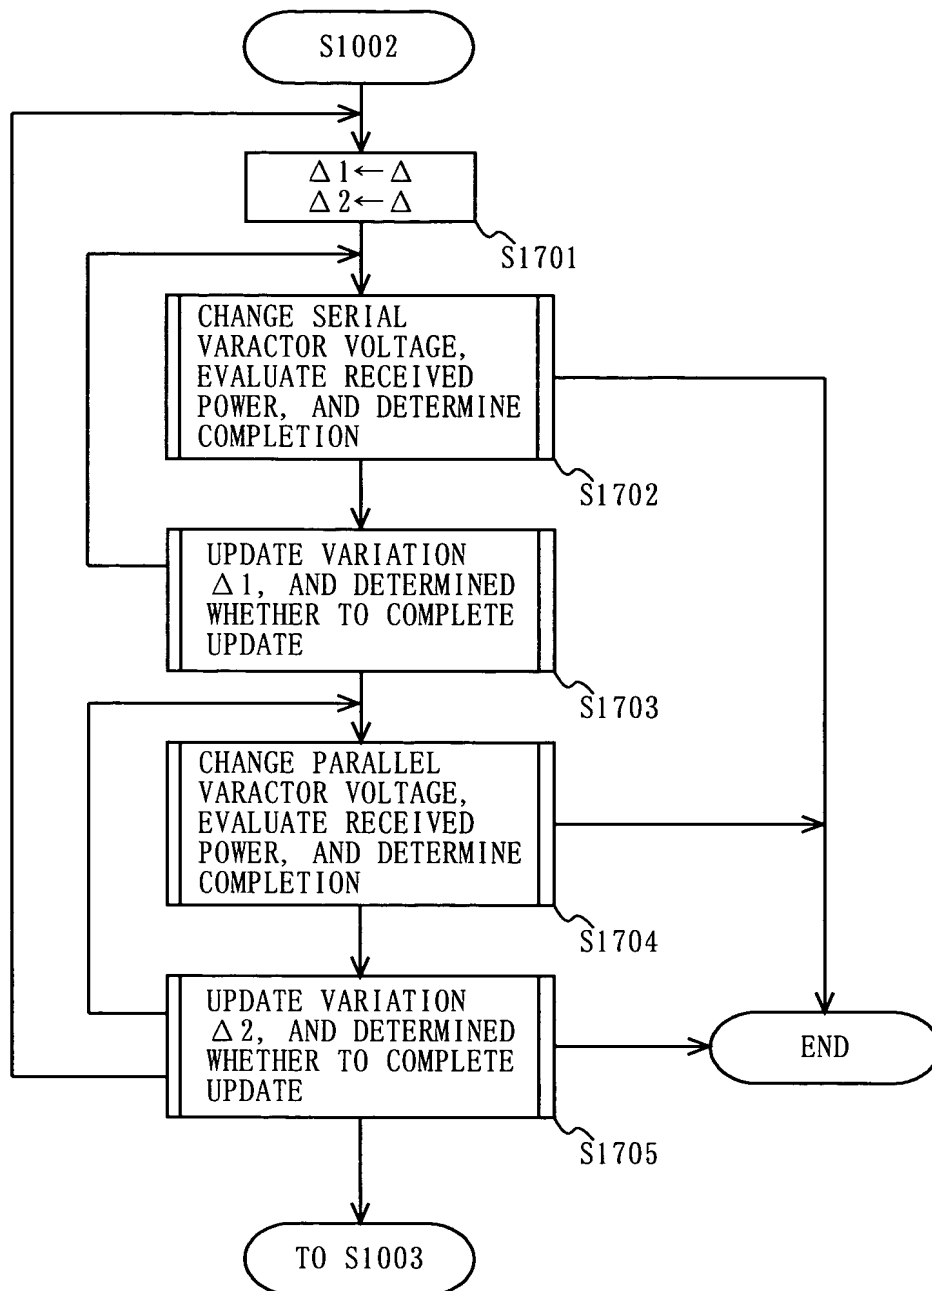 S1002
Δ1←Δ
Δ2←Δ
S1701
CHANGE SERIAL
VARACTOR VOLTAGE,
EVALUATE RECEIVED
POWER, AND DETERMINE
COMPLETION
S1702
UPDATE VARIATION
Δ1, AND DETERMINED
WHETHER TO COMPLETE
UPDATE
S1703
CHANGE PARALLEL
VARACTOR VOLTAGE,
EVALUATE RECEIVED
POWER, AND DETERMINE
COMPLETION
S1704
UPDATE VARIATION
Δ2, AND DETERMINED
WHETHER TO COMPLETE
UPDATE
END
S1705
TO S1003